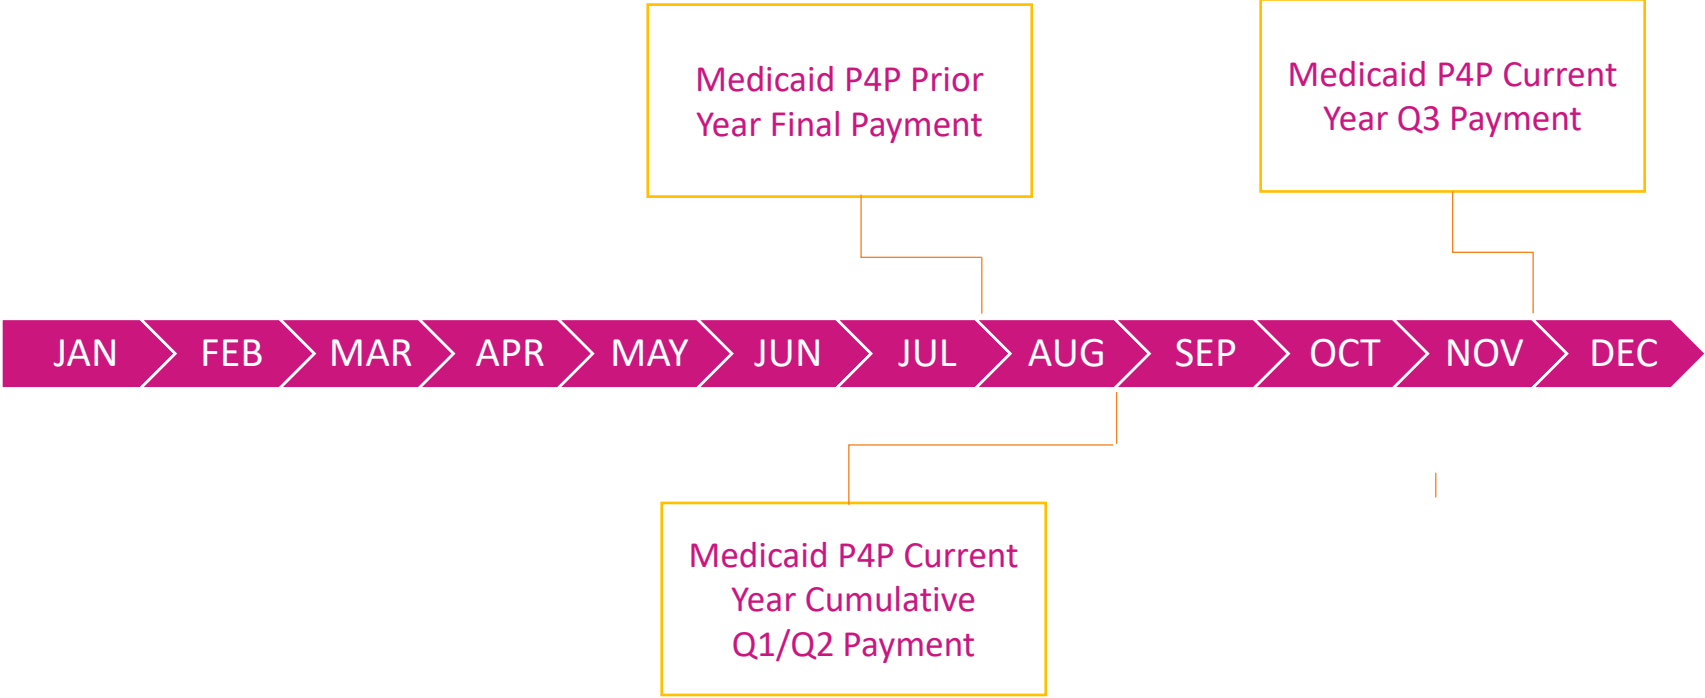 Medicaid P4P Prior
Year Final Payment
Medicaid P4P Current
Year Q3 Payment
JAN FEB MAR APR MAY JUN JUL AUG SEP OCT NOV DEC
Medicaid P4P Current
Year Cumulative
Q1/Q2 Payment